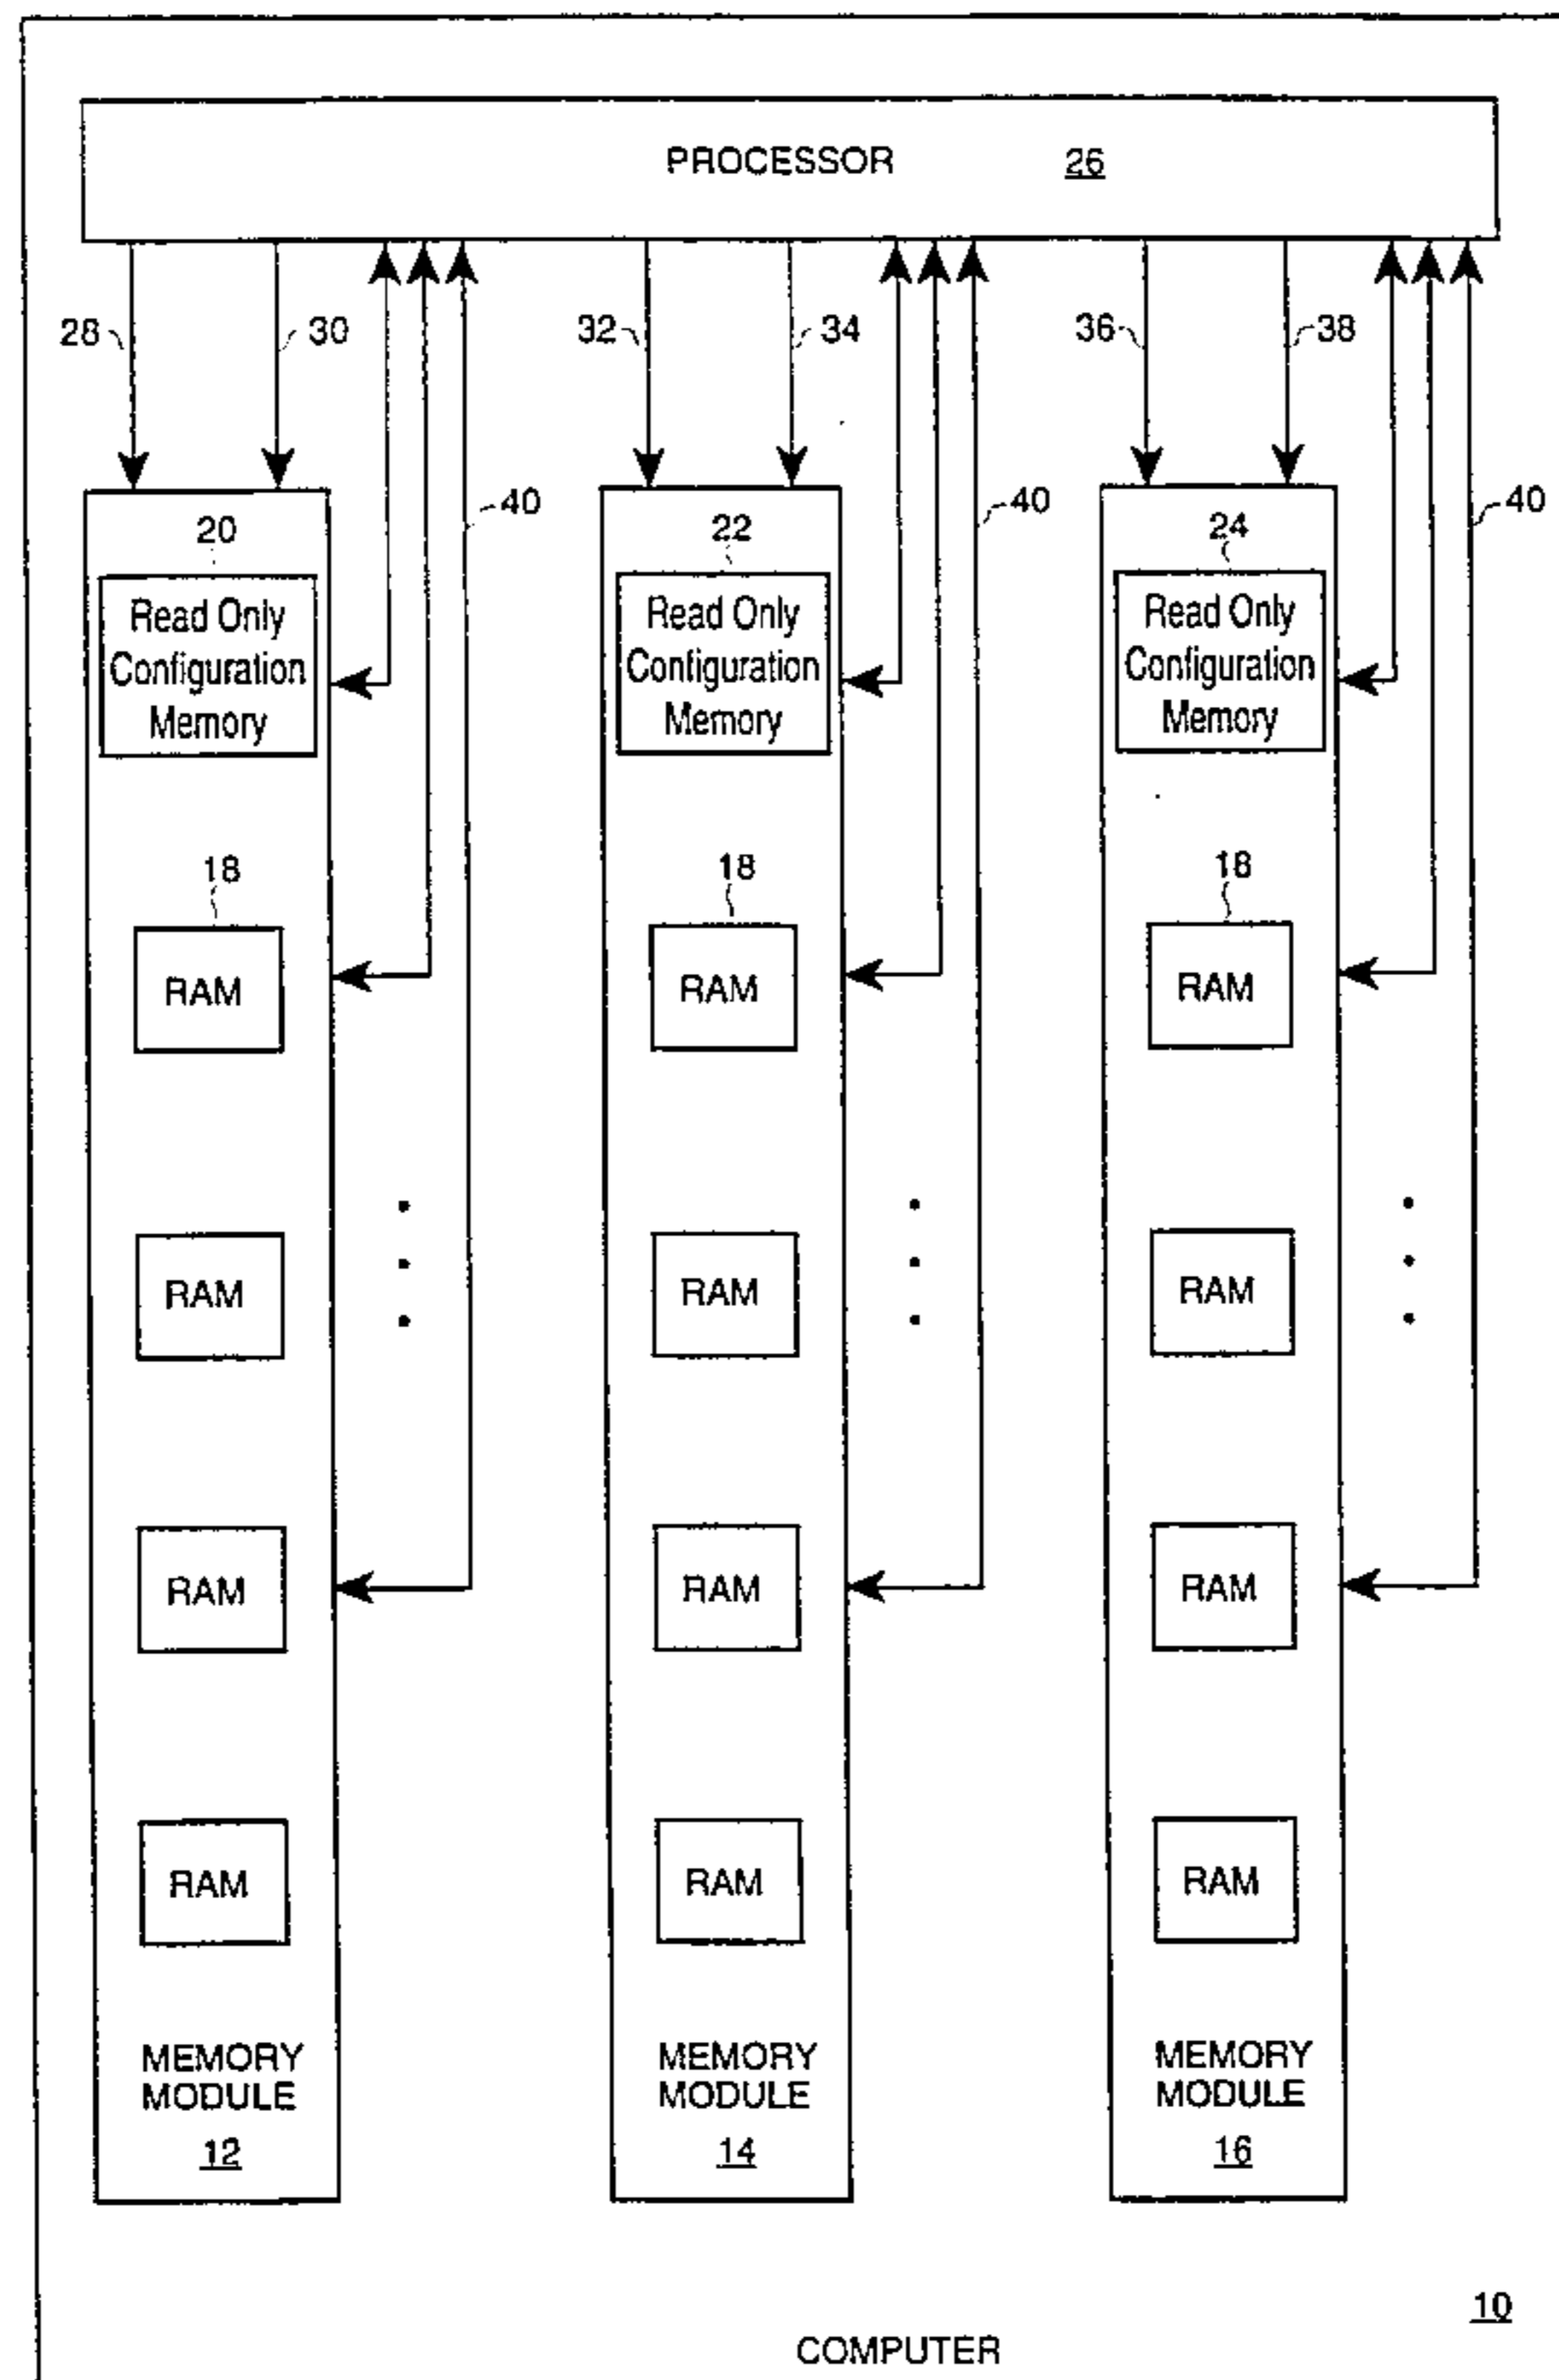 PROCESSOR 26
28 30 32 34 36 38
40 40 40
20 22 24
Read Only Configuration Memory
Read Only Configuration Memory
Read Only Configuration Memory
18 18 18
RAM RAM RAM
RAM RAM RAM
RAM RAM RAM
RAM RAM RAM
MEMORY MODULE 12
MEMORY MODULE 14
MEMORY MODULE 16
10
COMPUTER